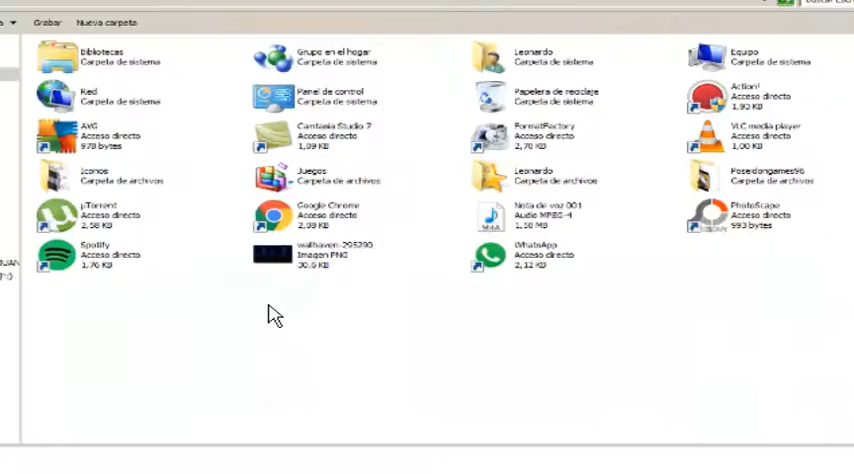 Grabar Nueva carpeta
Bibliotecas
Carpeta de sistema
Grupo en el hogar
Carpeta de sistema
Leonardo
Carpeta de sistema
Equipo
Carpeta de sistema
Red
Carpeta de sistema
Panel de control
Carpeta de sistema
Papelera de reciclaje
Carpeta de sistema
Action!
Acceso directo
1,93 KB
AVG
Acceso directo
978 bytes
Camtasia Studio 7
Acceso directo
1,89 KB
FormatFactory
Acceso directo
2,70 KB
VLC media player
Acceso directo
1,00 KB
Iconos
Carpeta de archivos
Juegos
Carpeta de archivos
Leonardo
Carpeta de archivos
Poseidongames96
Carpeta de archivos
µTorrent
Acceso directo
2,58 KB
Google Chrome
Acceso directo
2,08 KB
Nota de voz 001
Audio MPEG-4
1,50 MB
M4A
PhotoScape
Acceso directo
993 bytes
Spotify
Acceso directo
1,76 KB
wallhaven-295290
Imagen PNG
30,6 KB
WhatsApp
Acceso directo
2,12 KB